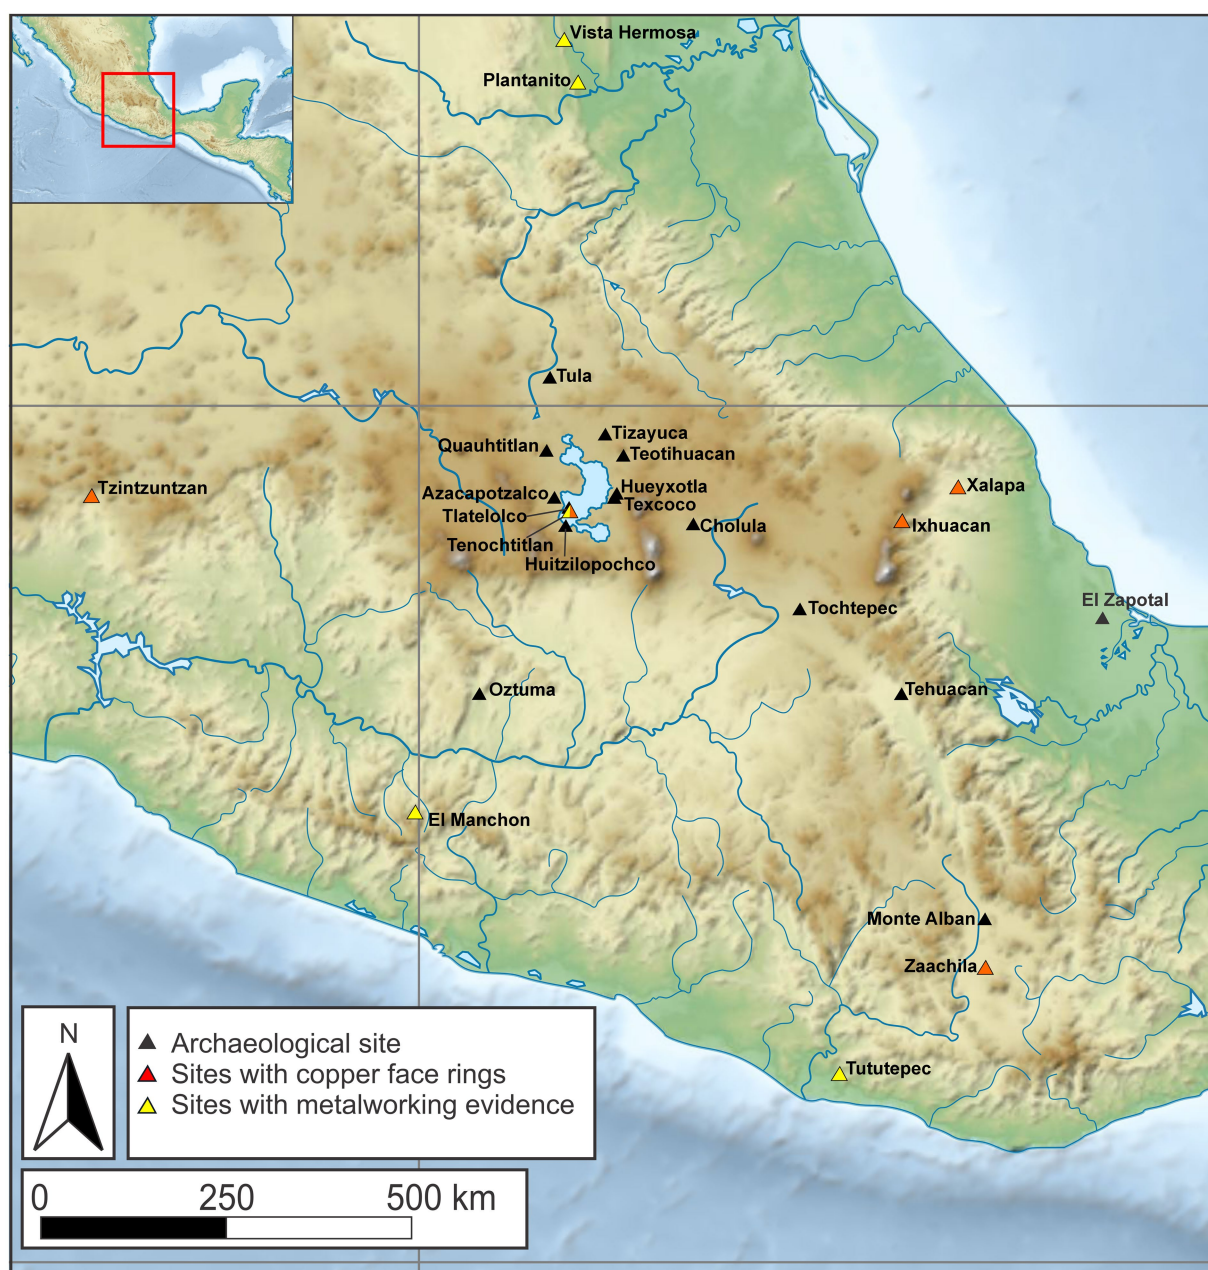 Vista Hermosa
Plantanito
Tula
Tizayuca
Quauhtitlan
Teotihuacan
Tzintzuntzan
Hueyxotla
Xalapa
Azacapotzalco
Texcoco
Tlatelolco
Cholula
Ixhuacan
Tenochtitlan
Huitzilopochco
El Zapotal
Tochtepec
Oztuma
Tehuacan
El Manchon
Monte Alban
Zaachila
Tututepec
N
Archaeological site
Sites with copper face rings
Sites with metalworking evidence
0 250 500 km